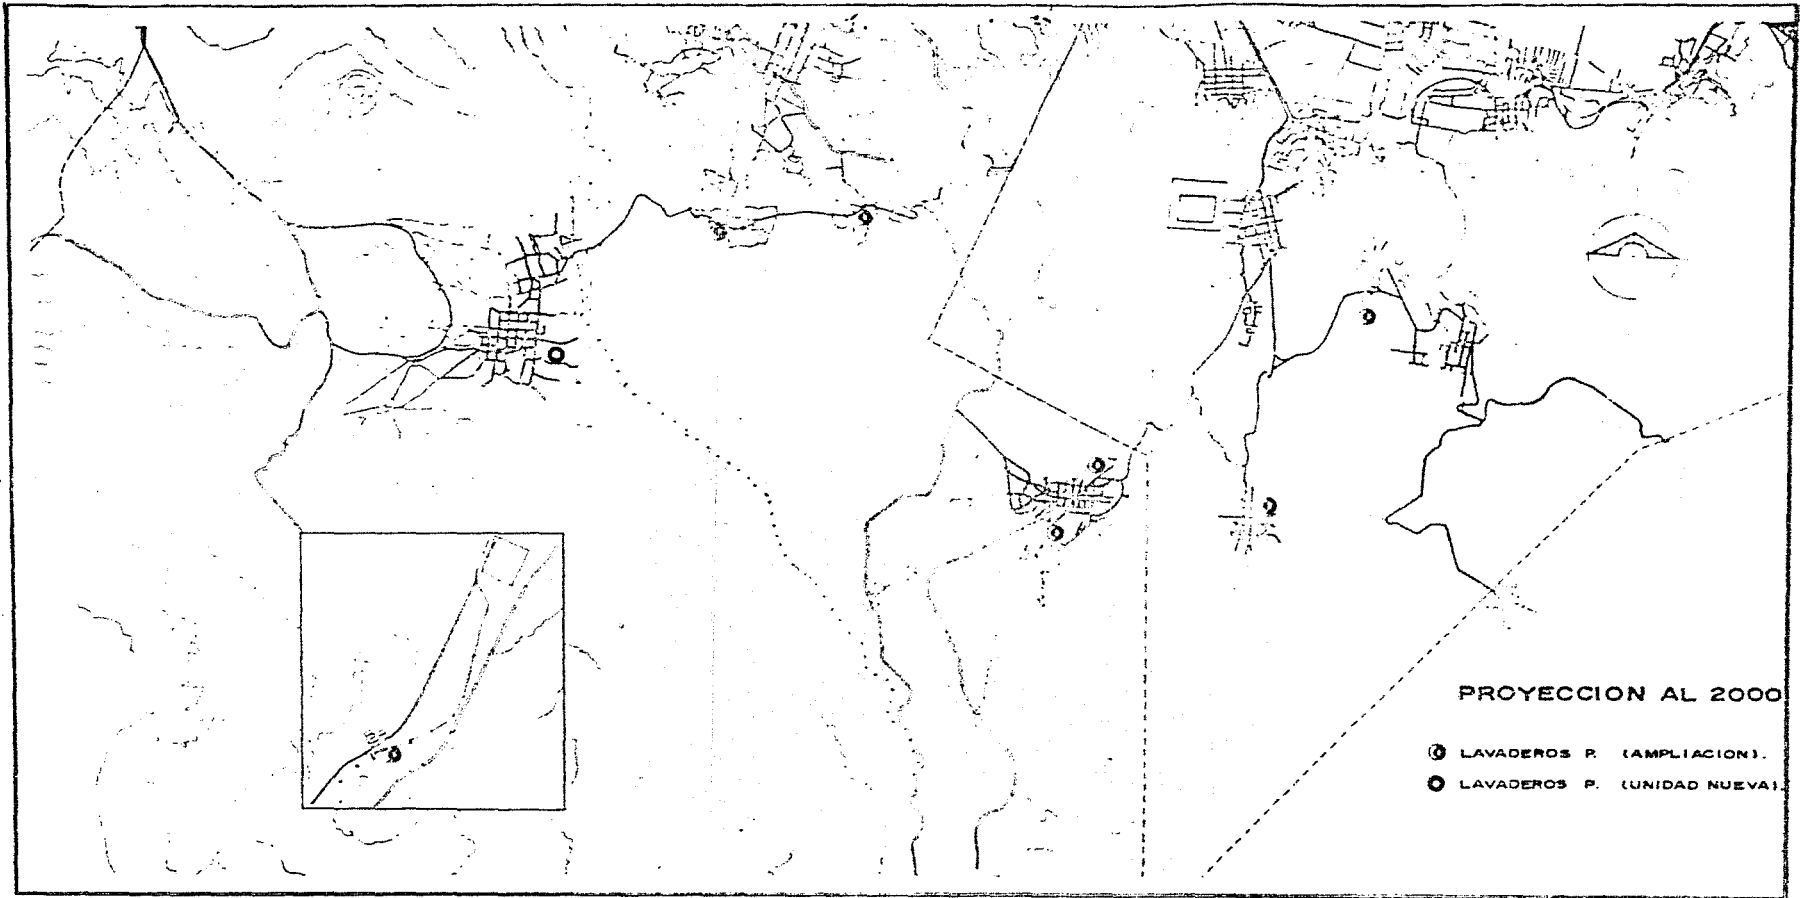 PROYECCION AL 2000
LAVADEROS P. (AMPLIACION).
LAVADEROS P. (UNIDAD NUEVA).